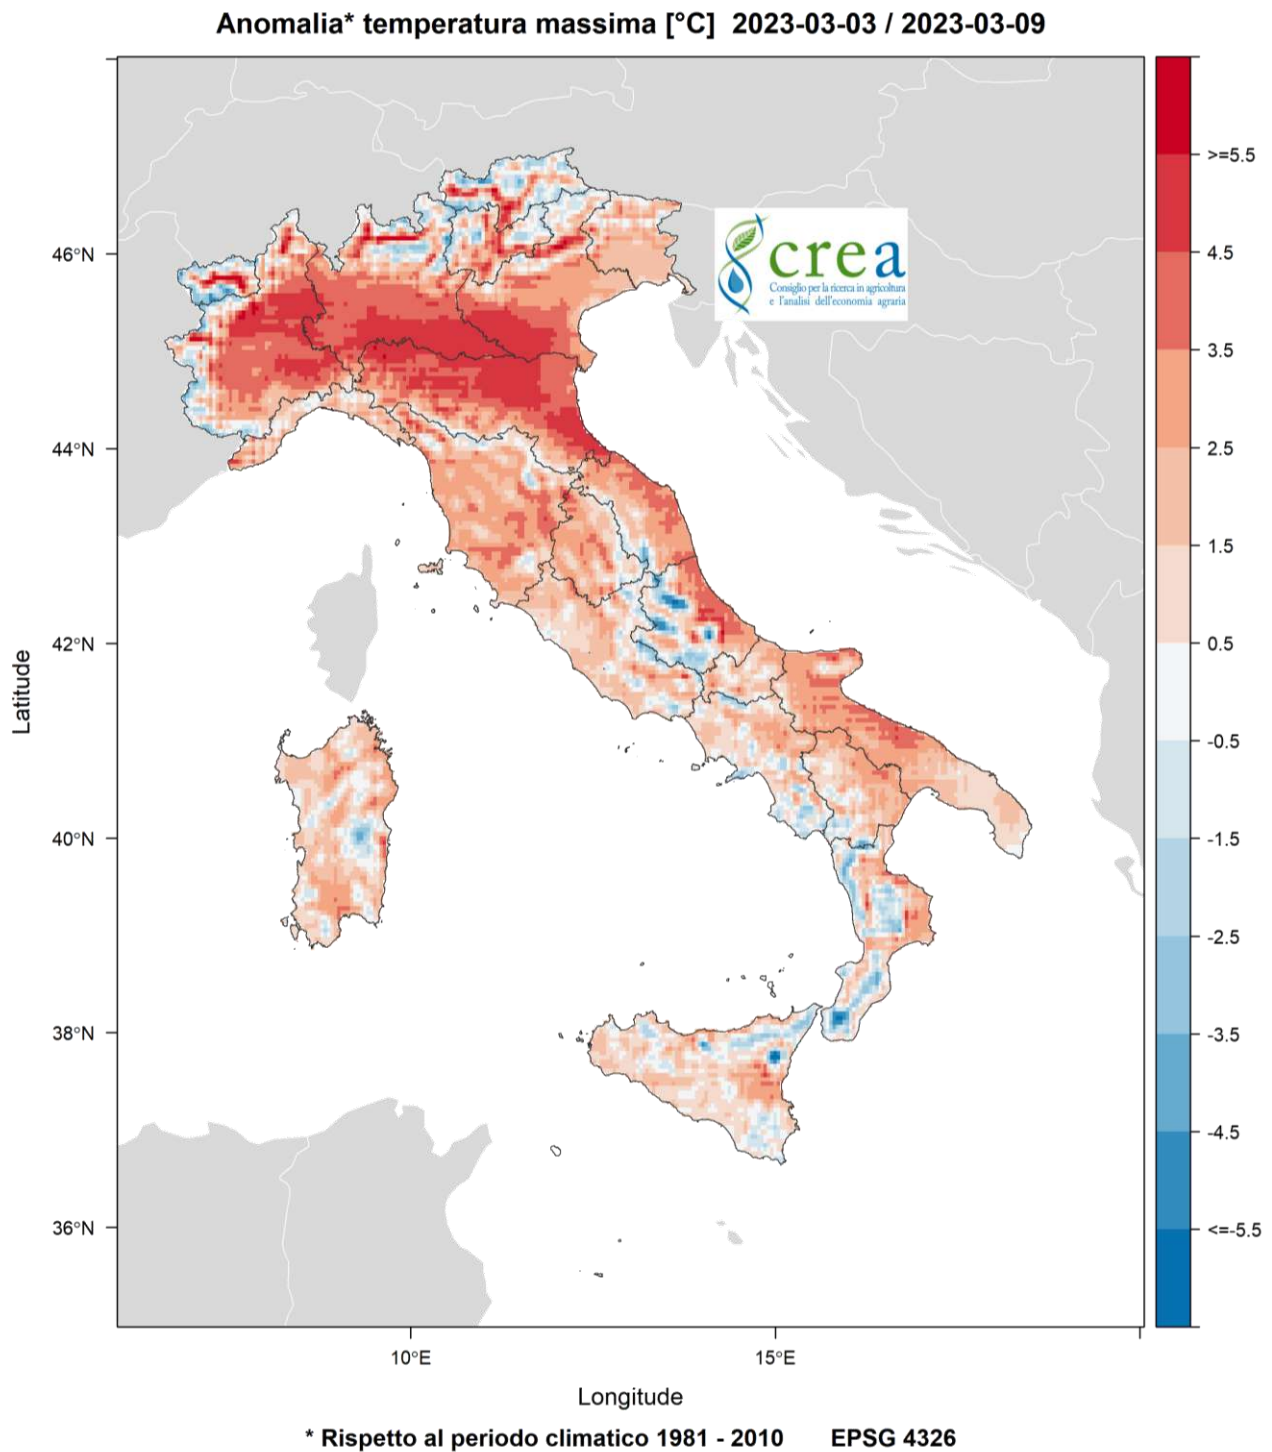 Anomalia* temperatura massima [°C] 2023-03-03 / 2023-03-09
>=5.5
4.5
3.5
2.5
1.5
0.5
-0.5
-1.5
-2.5
-3.5
-4.5
<=-5.5
crea
Consiglio per la ricerca in agricoltura
e l'analisi dell'economia agraria
46°N
44°N
42°N
40°N
38°N
36°N
Latitude
10°E 15°E
Longitude
* Rispetto al periodo climatico 1981 - 2010 EPSG 4326